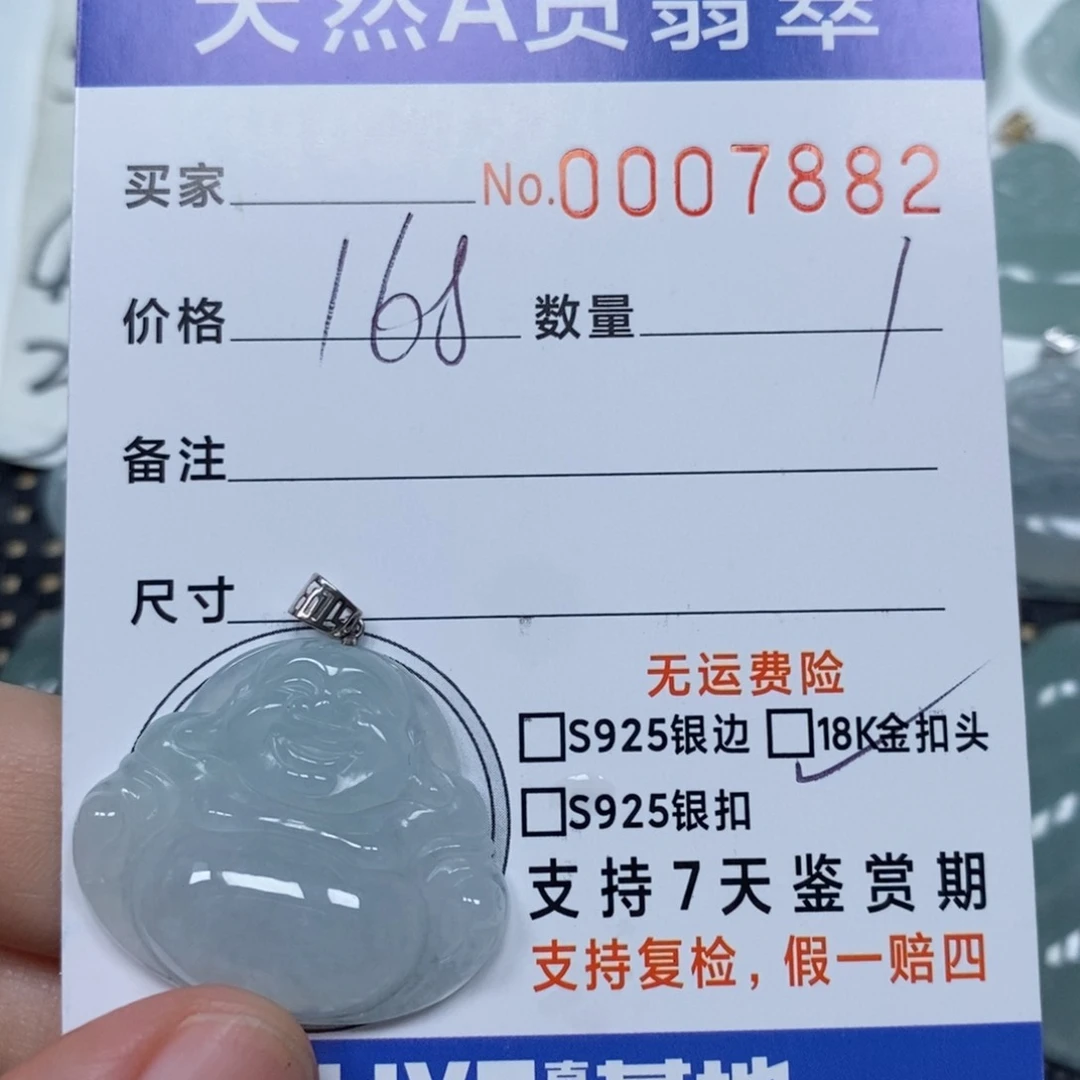 天然A货翡翠
买家 No.0007882
价格 168 数量 1
备注
尺寸
无运费险
S925银边 18K金扣头
S925银扣
支持7天鉴赏期
支持复检，假一赔四
基地